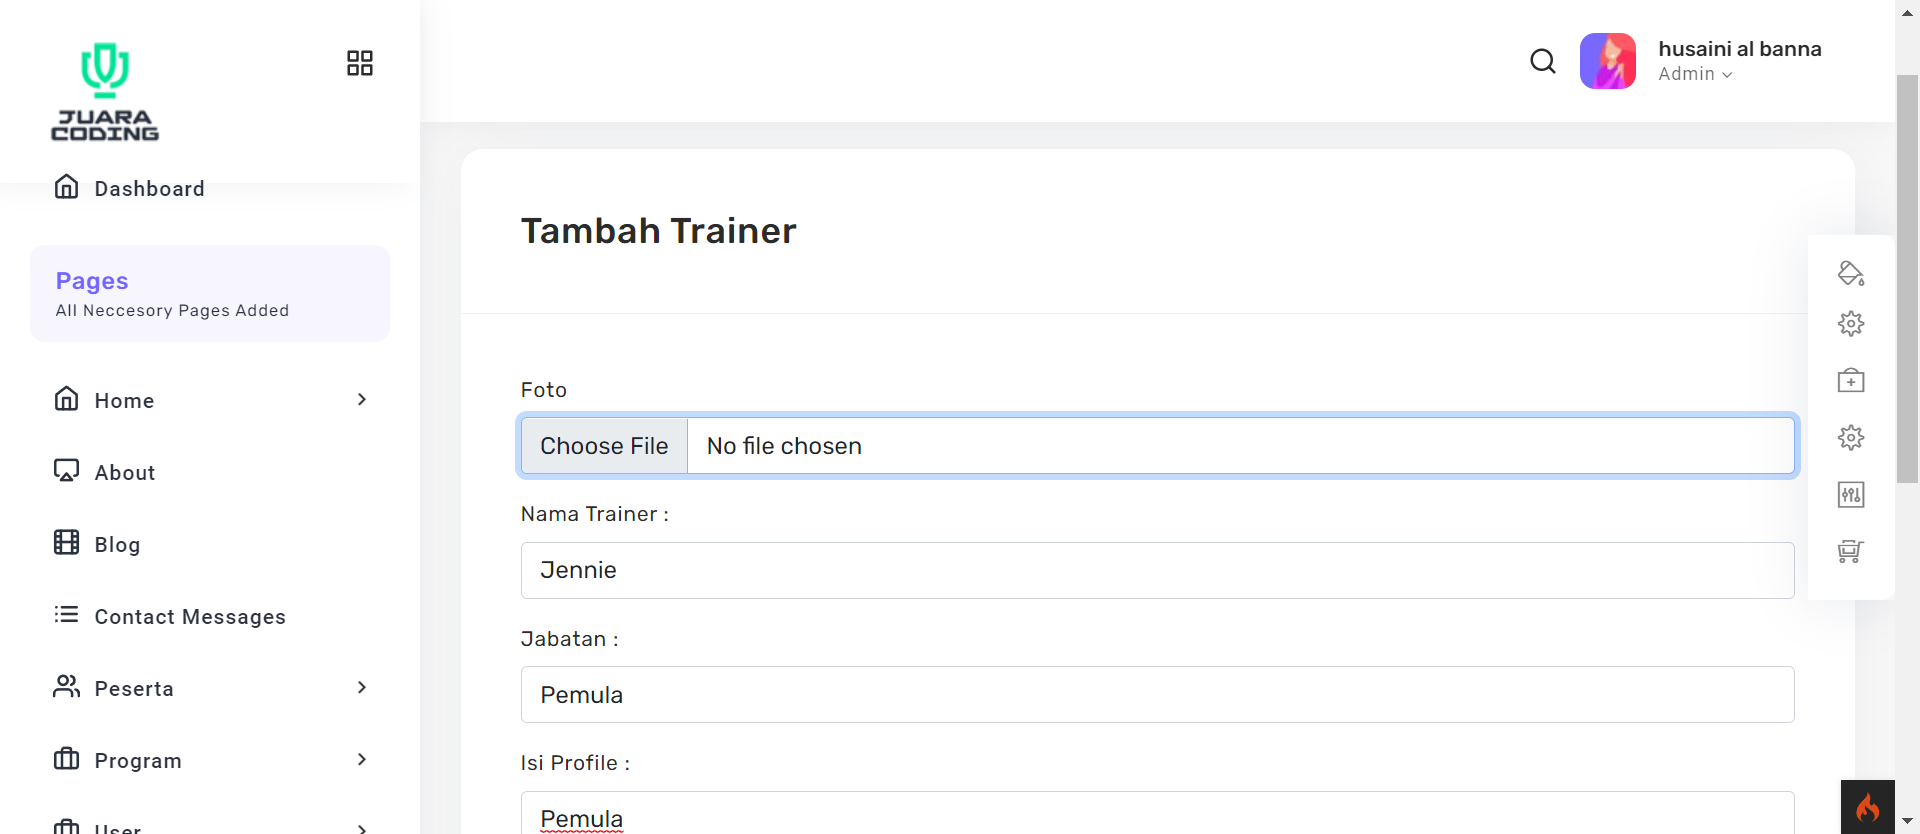 JUARA
CODING
husaini al banna
Admin
Dashboard
Pages
All Neccesory Pages Added
Home
About
Blog
Contact Messages
Peserta
Program
User
Tambah Trainer
Foto
Choose File
No file chosen
Nama Trainer :
Jennie
Jabatan :
Pemula
Isi Profile :
Pemula